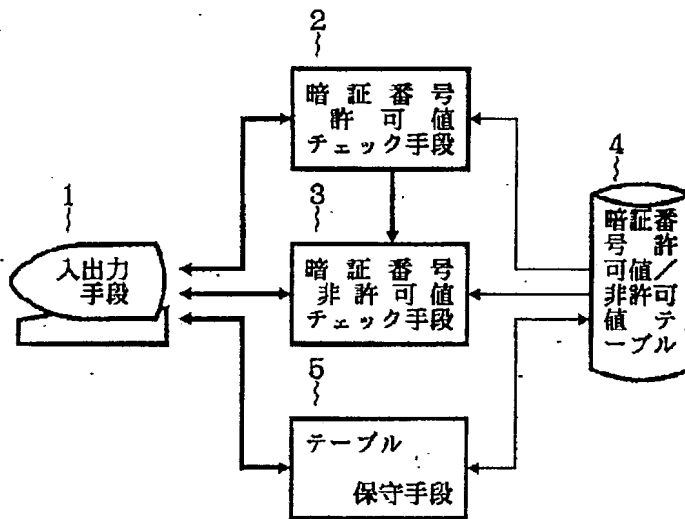 2
暗証番号
許可値
チェック手段
4
暗証番
号 許
可値/
非許可
値テ
ーブル
1
入出力
手段
3
暗証番号
非許可値
チェック手段
5
テーブル
保守手段